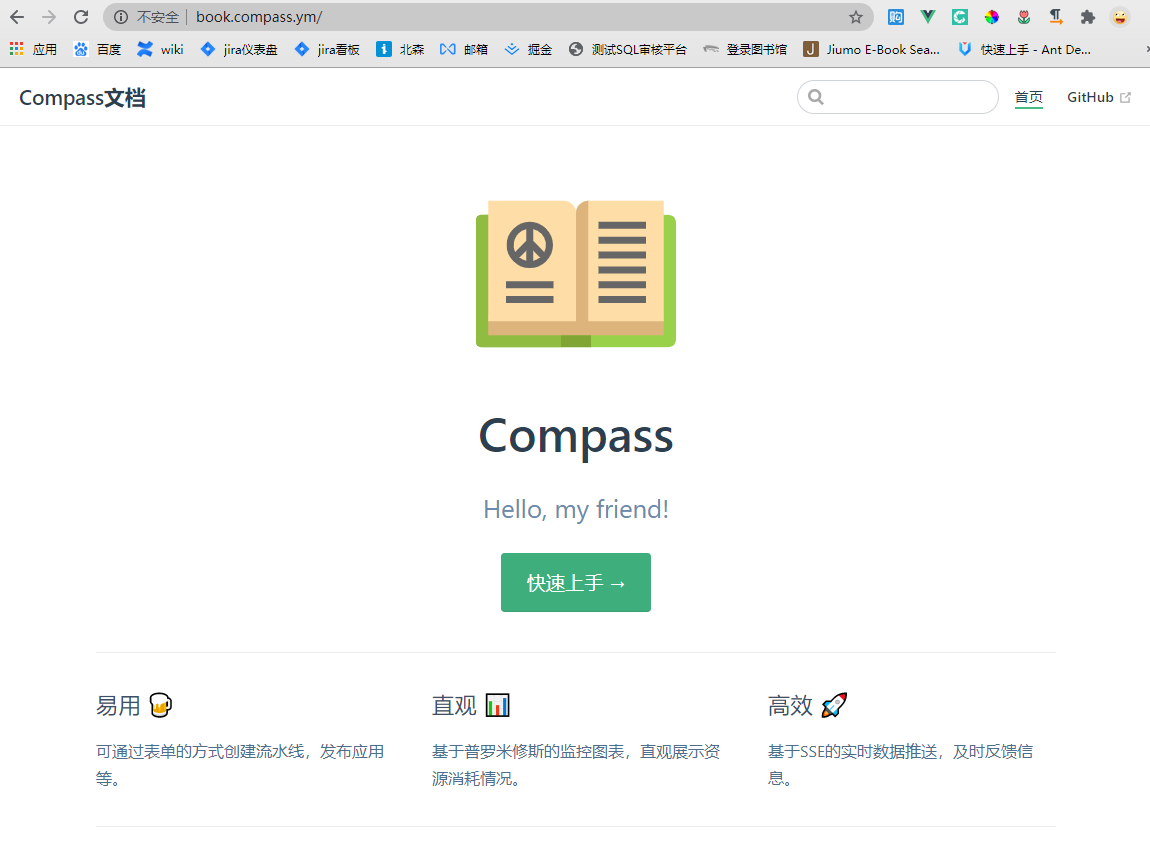 不安全 book.compass.ym/
应用 百度 wiki jira仪表盘 jira看板 北森 邮箱 掘金 测试SQL审核平台 登录图书馆 J Jiumo E-Book Sea... 快速上手 - Ant De...
Compass文档 首页 GitHub
Compass
Hello, my friend!
快速上手 →
易用 直观 高效
可通过表单的方式创建流水线，发布应用
等。
基于普罗米修斯的监控图表，直观展示资
源消耗情况。
基于SSE的实时数据推送，及时反馈信
息。